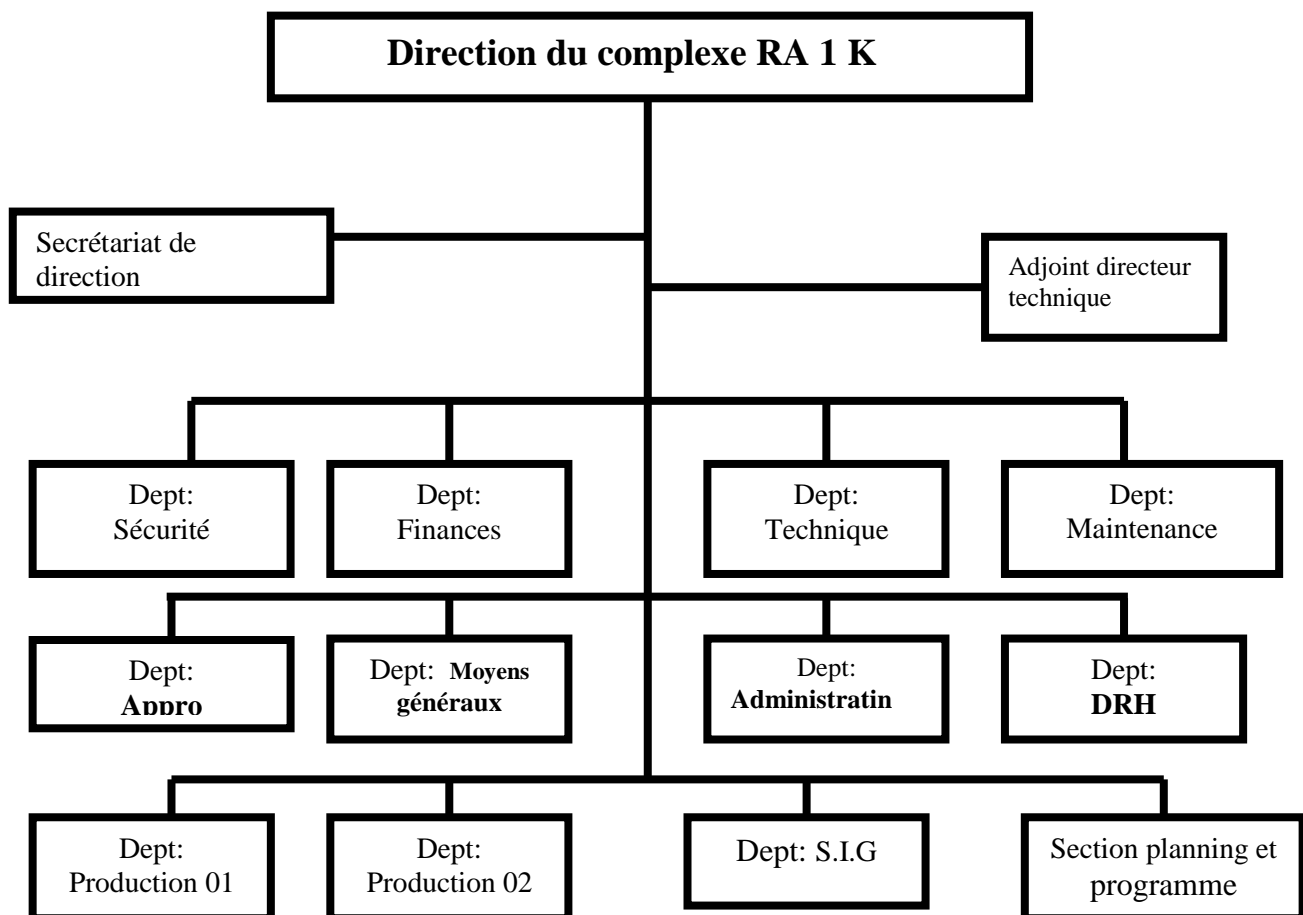 Direction du complexe RA 1 K
Secrétariat de
direction
Adjoint directeur
technique
Dept:
Sécurité
Dept:
Finances
Dept:
Technique
Dept:
Maintenance
Dept:
Appro
Dept: Moyens
généraux
Dept:
Administratin
Dept:
DRH
Dept:
Production 01
Dept:
Production 02
Dept: S.I.G
Section planning et
programme